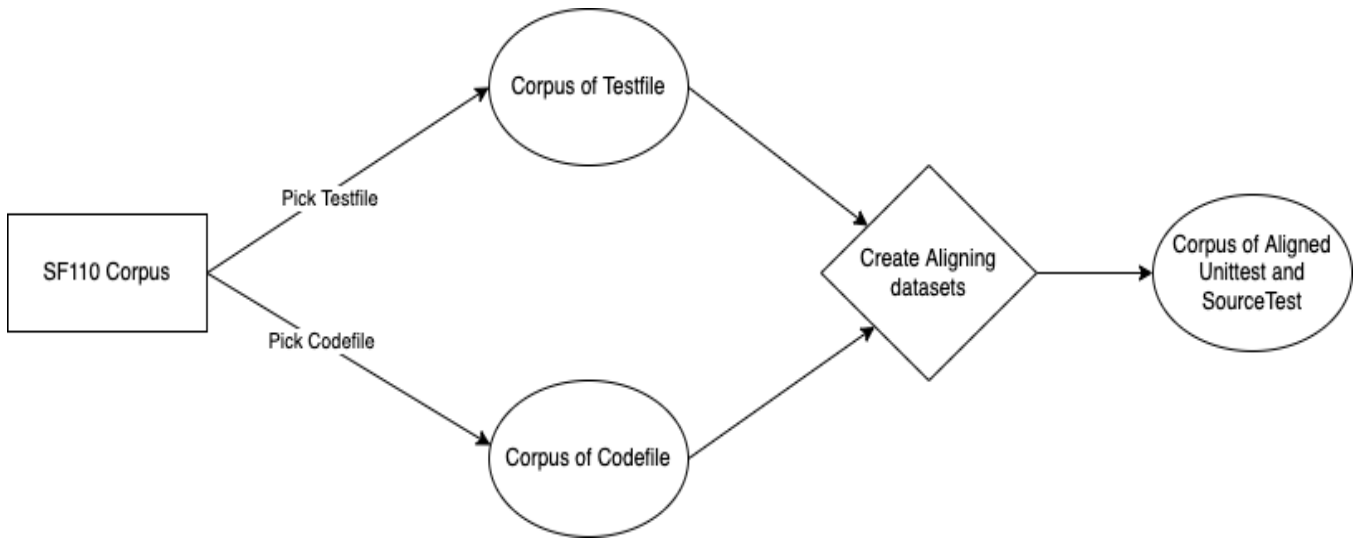 Corpus of Testfile
Pick Testfile
SF110 Corpus
Create Aligning
datasets
Corpus of Aligned
Unittest and
SourceTest
Pick Codefile
Corpus of Codefile